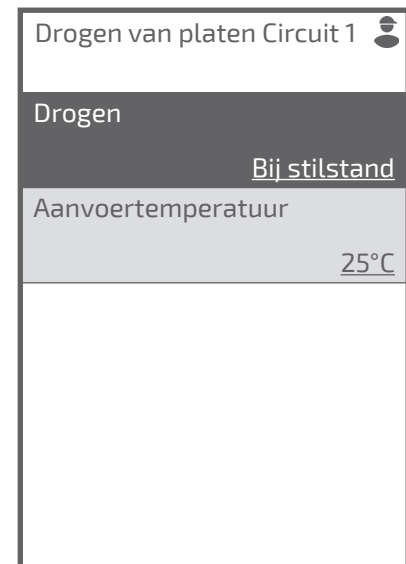 Drogen van platen Circuit 1
Drogen
Bij stilstand
Aanvoertemperatuur
25°C